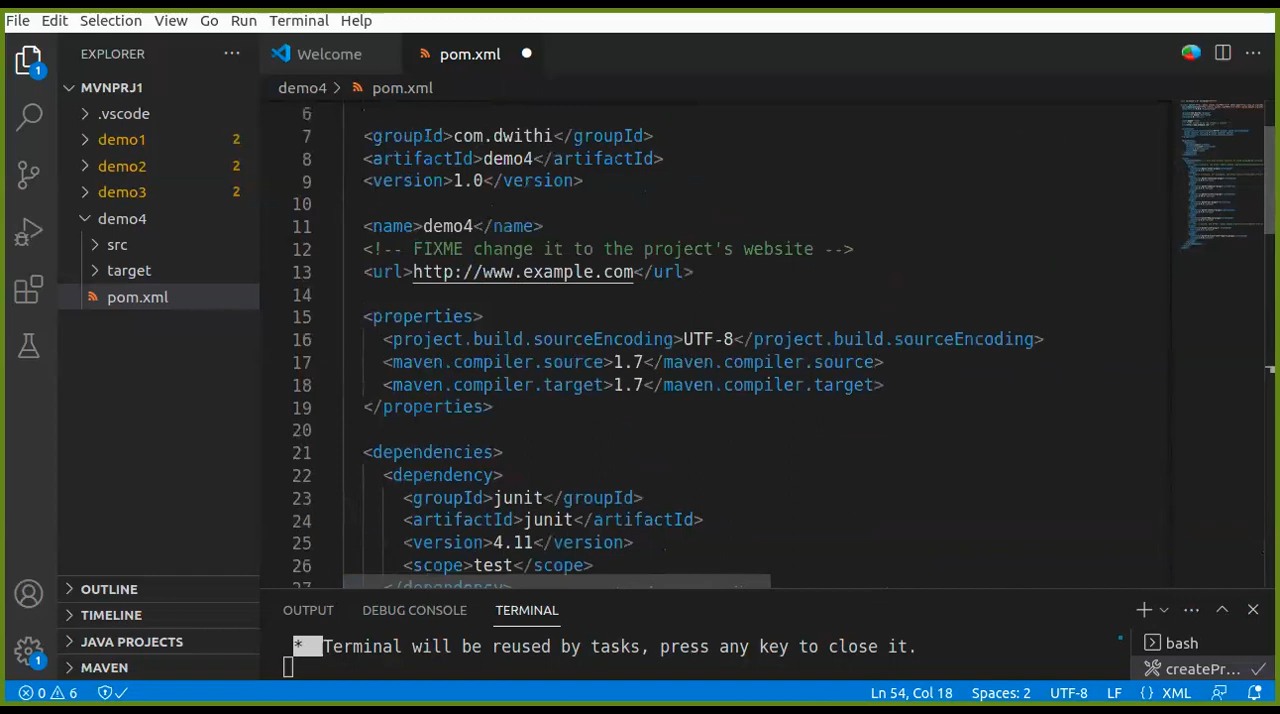 File Edit Selection View Go Run Terminal Help
EXPLORER
Welcome
pom.xml
MVNPRJ1
demo4 > pom.xml
.vscode
demo1 2
demo2 2
demo3 2
demo4
src
target
pom.xml
6
7 <groupId>com.dwithi</groupId>
8 <artifactId>demo4</artifactId>
9 <version>1.0</version>
10
11 <name>demo4</name>
12 <!-- FIXME change it to the project's website -->
13 <url>http://www.example.com</url>
14
15 <properties>
16 <project.build.sourceEncoding>UTF-8</project.build.sourceEncoding>
17 <maven.compiler.source>1.7</maven.compiler.source>
18 <maven.compiler.target>1.7</maven.compiler.target>
19 </properties>
20
21 <dependencies>
22 <dependency>
23 <groupId>junit</groupId>
24 <artifactId>junit</artifactId>
25 <version>4.11</version>
26 <scope>test</scope>
27 </dependency>
OUTLINE
TIMELINE
JAVA PROJECTS
MAVEN
1
1
OUTPUT DEBUG CONSOLE TERMINAL
* Terminal will be reused by tasks, press any key to close it.
bash
createPr...
0 6
Ln 54, Col 18 Spaces: 2 UTF-8 LF {} XML